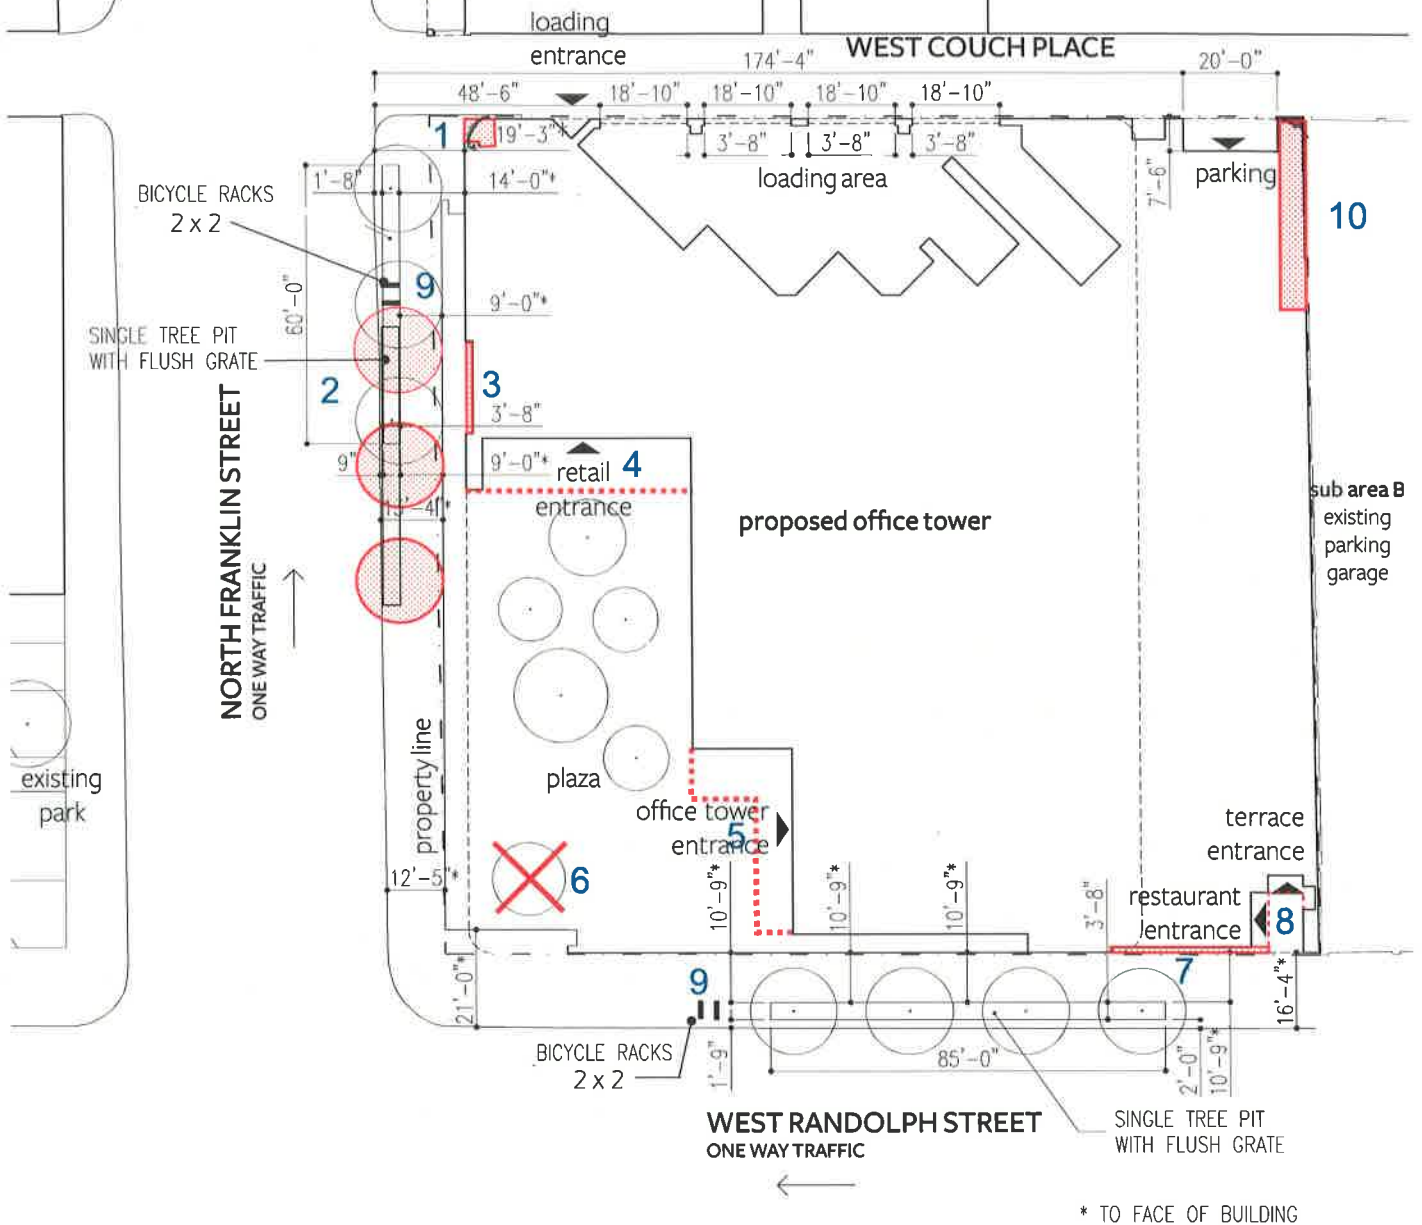 loading
entrance
WEST COUCH PLACE
174'-4"
20'-0"
48'-6"
18'-10"
18'-10"
18'-10"
18'-10"
1
19'-3"*
3'-8"
3'-8"
3'-8"
loading area
7'-6"
parking
10
1'-8"
14'-0"*
BICYCLE RACKS
2 x 2
9
60'-0"
9'-0"*
SINGLE TREE PIT
WITH FLUSH GRATE
2
3
3'-8"
9"
9'-0"*
retail
4
entrance
proposed office tower
sub area B
existing
parking
garage
NORTH FRANKLIN STREET
ONE WAY TRAFFIC
property line
existing
park
plaza
office tower
entrance
5
terrace
entrance
6
12'-5"*
10'-9"*
10'-9"*
10'-9"*
3'-8"
restaurant
entrance
8
7
21'-0"*
9
16'-4"*
BICYCLE RACKS
2 x 2
1'-9"
85'-0"
2'-0"
10'-9"*
WEST RANDOLPH STREET
ONE WAY TRAFFIC
SINGLE TREE PIT
WITH FLUSH GRATE
* TO FACE OF BUILDING